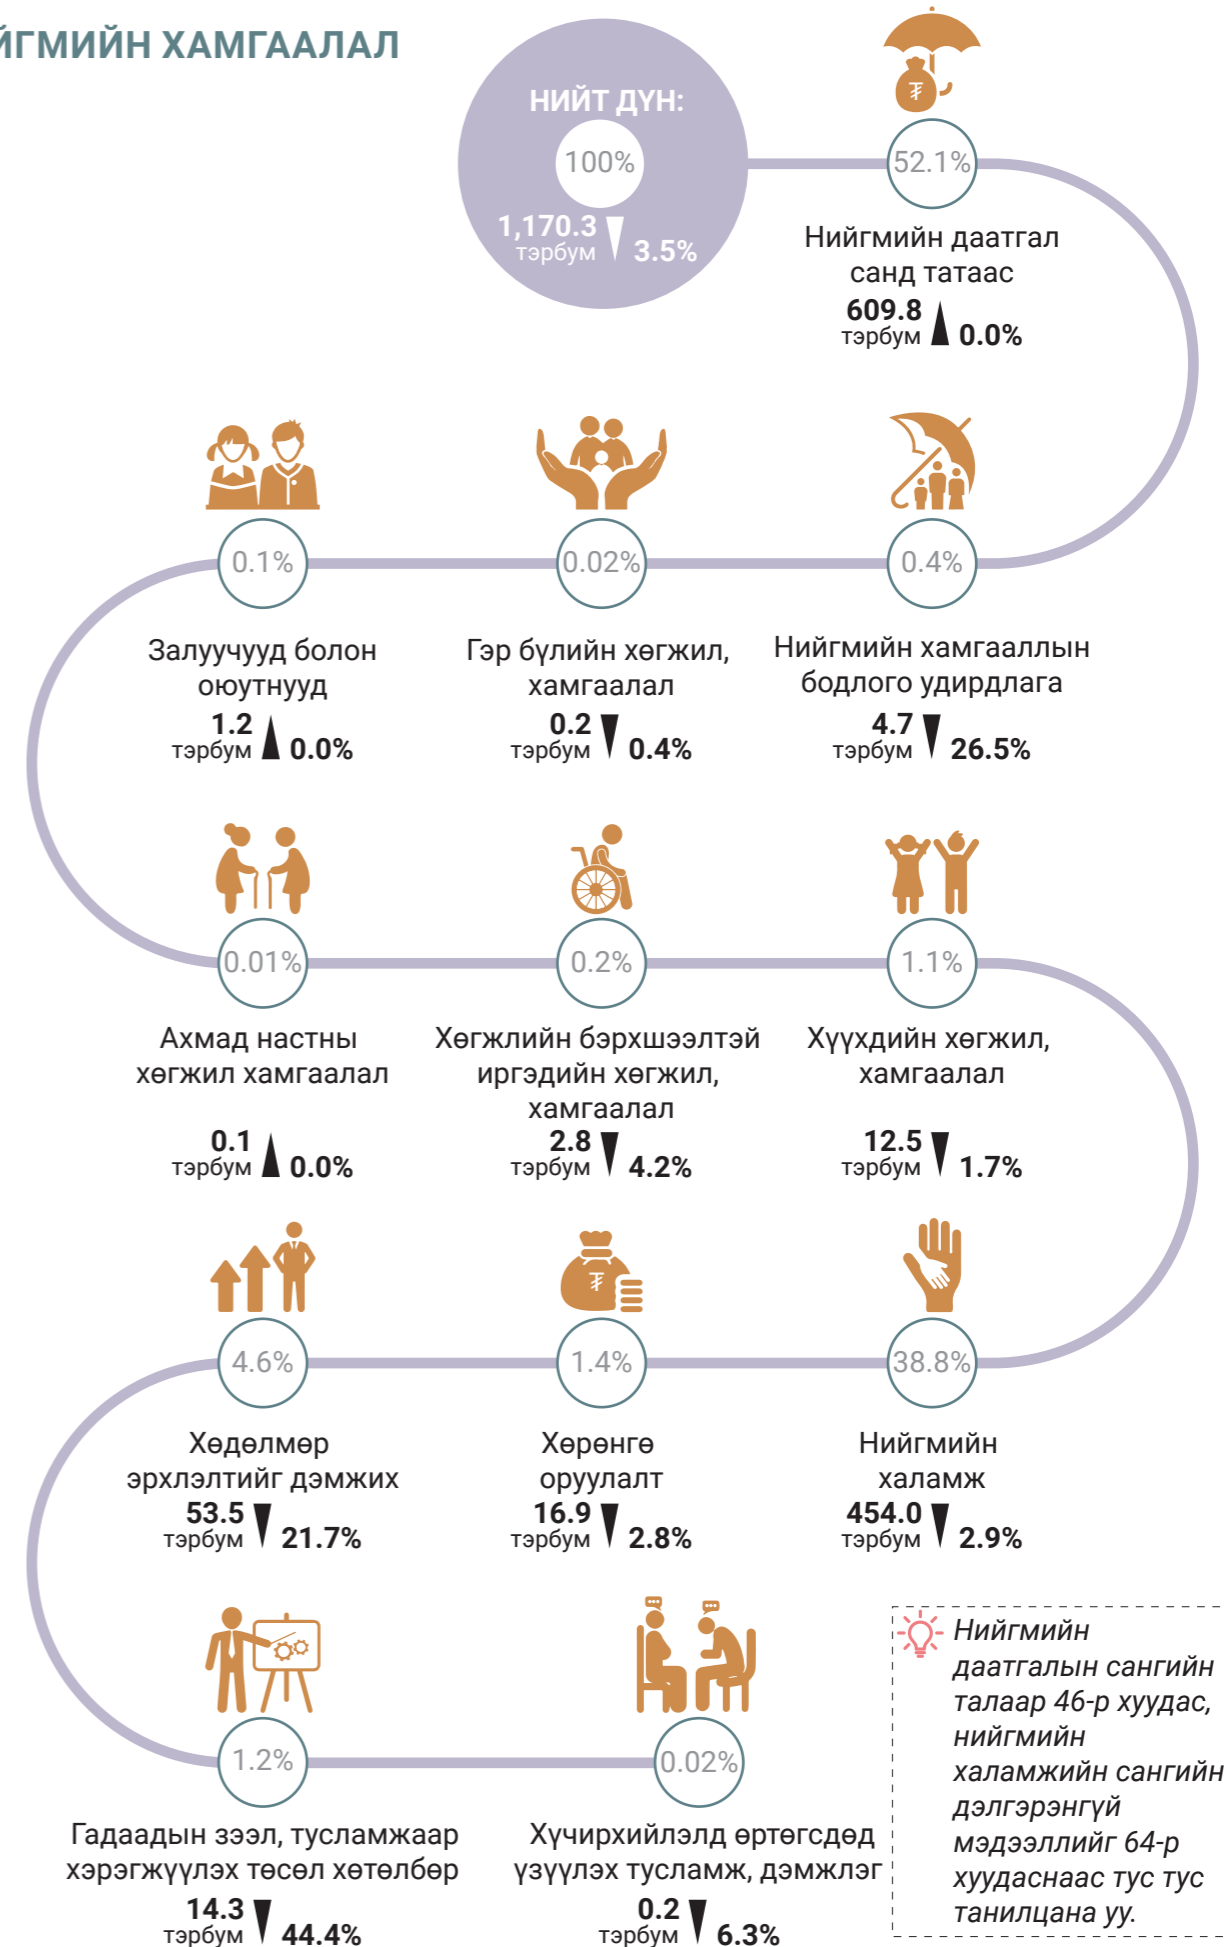 ЙГМИЙН ХАМГААЛАЛ
НИЙТ ДҮН:
100%
1,170.3
тэрбум
3.5%
₮
52.1%
Нийгмийн даатгал
санд татаас
609.8
тэрбум
0.0%
0.1%
Залуучууд болон
оюутнууд
1.2
тэрбум
0.0%
0.02%
Гэр бүлийн хөгжил,
хамгаалал
0.2
тэрбум
0.4%
0.4%
Нийгмийн хамгааллын
бодлого удирдлага
4.7
тэрбум
26.5%
0.01%
Ахмад настны
хөгжил хамгаалал
0.1
тэрбум
0.0%
0.2%
Хөгжлийн бэрхшээлтэй
иргэдийн хөгжил,
хамгаалал
2.8
тэрбум
4.2%
1.1%
Хүүхдийн хөгжил,
хамгаалал
12.5
тэрбум
1.7%
4.6%
Хөдөлмөр
эрхлэлтийг дэмжих
53.5
тэрбум
21.7%
₮
1.4%
Хөрөнгө
оруулалт
16.9
тэрбум
2.8%
38.8%
Нийгмийн
халамж
454.0
тэрбум
2.9%
1.2%
Гадаадын зээл, тусламжаар
хэрэгжүүлэх төсөл хөтөлбөр
14.3
тэрбум
44.4%
0.02%
Хүчирхийлэлд өртөгсдөд
үзүүлэх тусламж, дэмжлэг
0.2
тэрбум
6.3%
Нийгмийн
даатгалын сангийн
талаар 46-р хуудас,
нийгмийн
халамжийн сангийн
дэлгэрэнгүй
мэдээллийг 64-р
хуудаснаас тус тус
танилцана уу.